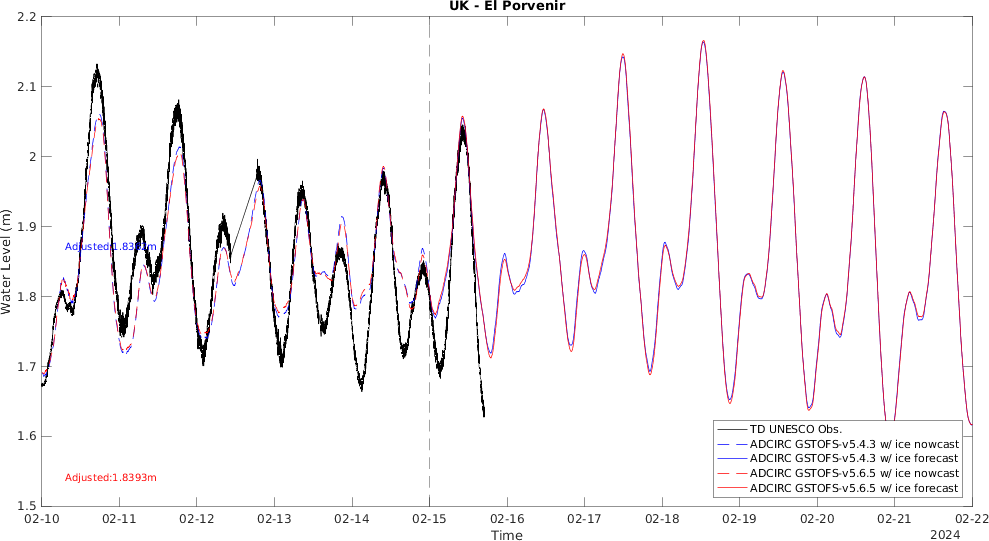 UK - El Porvenir
2.2
2.1
2
1.9
1.8
1.7
1.6
1.5
Water Level (m)
Adjusted:1.8392m
Adjusted:1.8393m
TD UNESCO Obs.
ADCIRC GSTOFS-v5.4.3 w/ ice nowcast
ADCIRC GSTOFS-v5.4.3 w/ ice forecast
ADCIRC GSTOFS-v5.6.5 w/ ice nowcast
ADCIRC GSTOFS-v5.6.5 w/ ice forecast
02-10 02-11 02-12 02-13 02-14 02-15 02-16 02-17 02-18 02-19 02-20 02-21 02-22
Time
2024